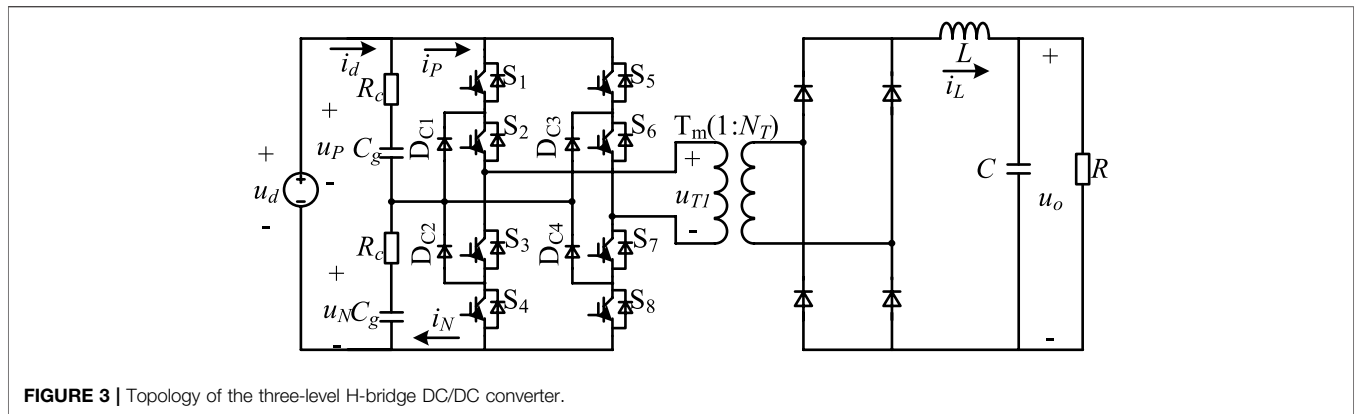 i_d
i_P
R_c
+
u_P
C_g
-
+
u_d
-
R_c
+
u_N
C_g
-
i_N
D_C1
D_C2
D_C3
D_C4
S_1
S_2
S_3
S_4
S_5
S_6
S_7
S_8
T_m(1:N_T)
+
u_T1
-
L
i_L
C
+
u_o
-
R
FIGURE 3 | Topology of the three-level H-bridge DC/DC converter.